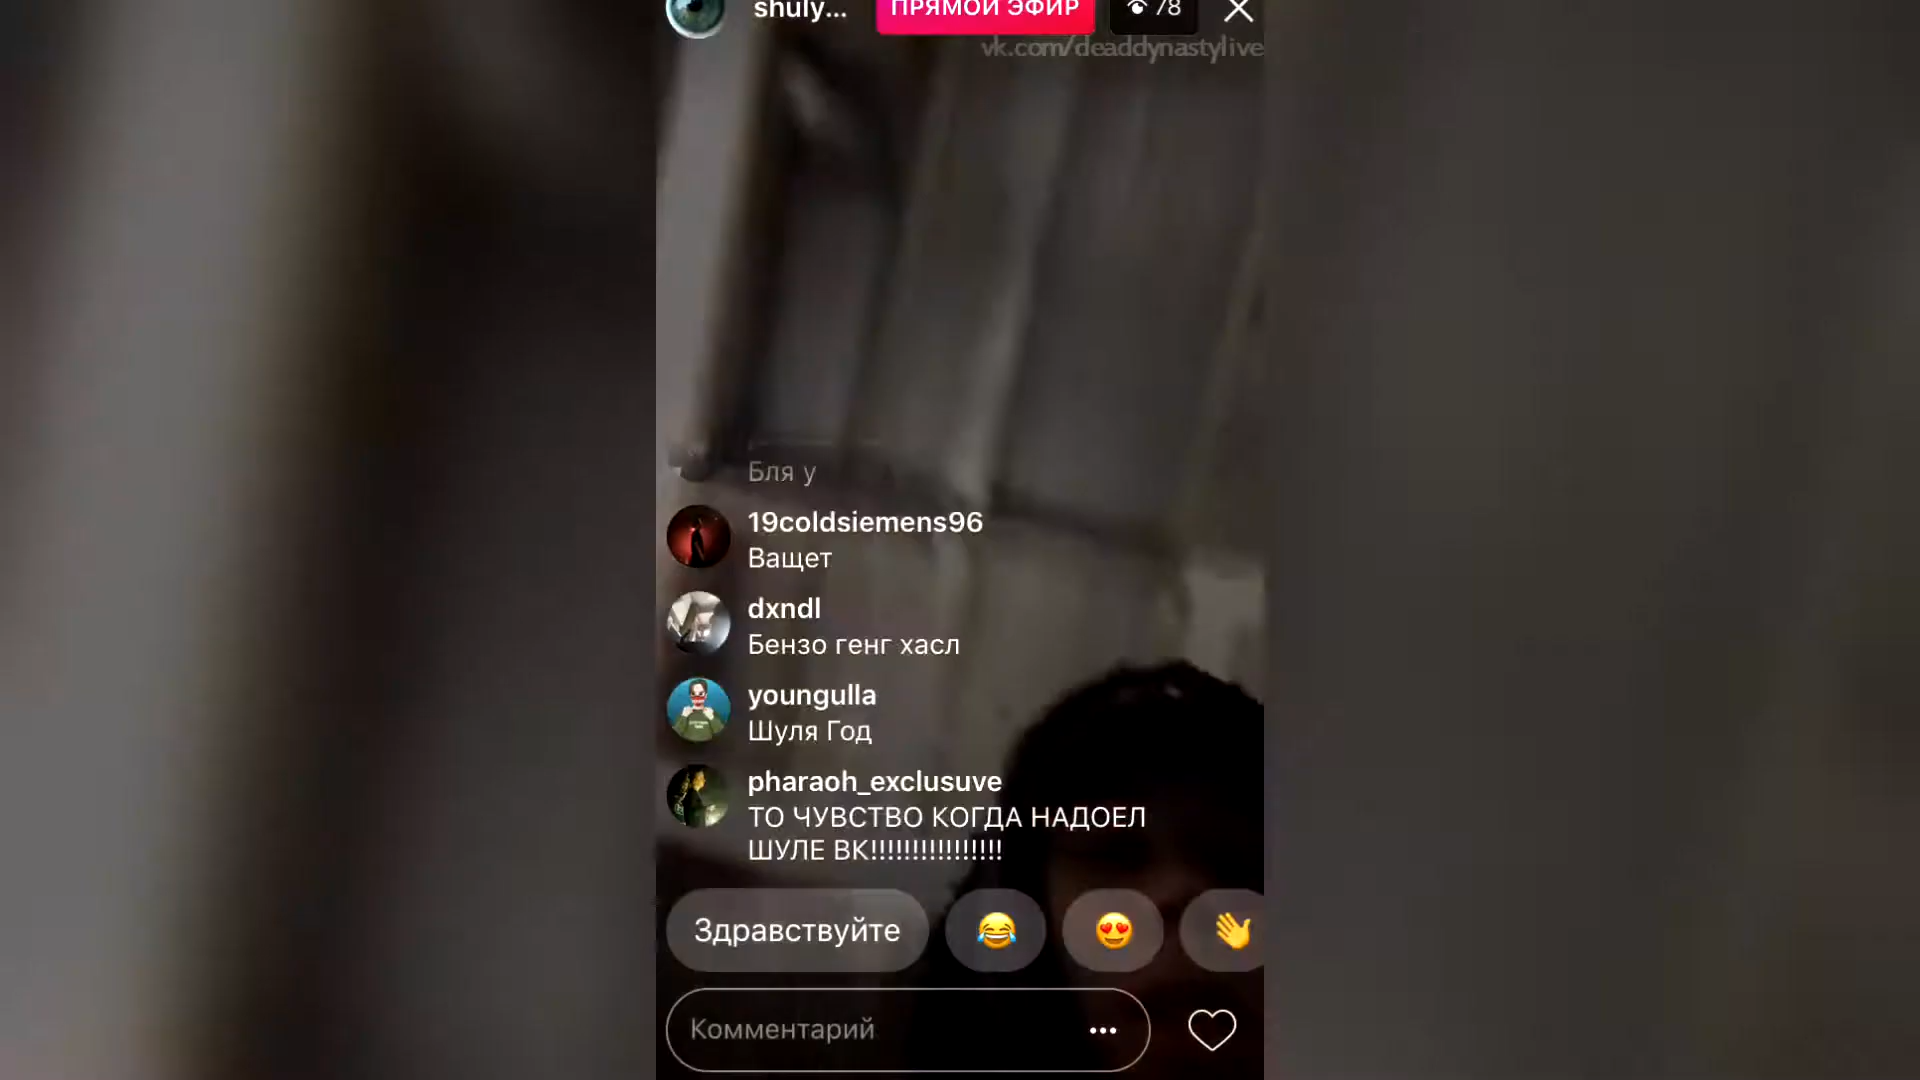 shuly...
ПРЯМОЙ ЭФИР
78
vk.com/deaddynastylive
Бля у
19coldsiemens96
Ващет
dxndl
Бензо генг хасл
youngulla
Шуля Год
pharaoh_exclusuve
ТО ЧУВСТВО КОГДА НАДОЕЛ
ШУЛЕ ВК!!!!!!!!!!!!!!!!
Здравствуйте
Комментарий